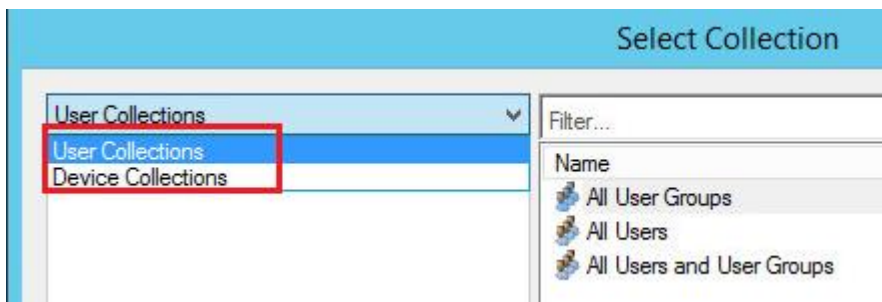 Select Collection
User Collections
User Collections
Device Collections
Filter...
Name
All User Groups
All Users
All Users and User Groups